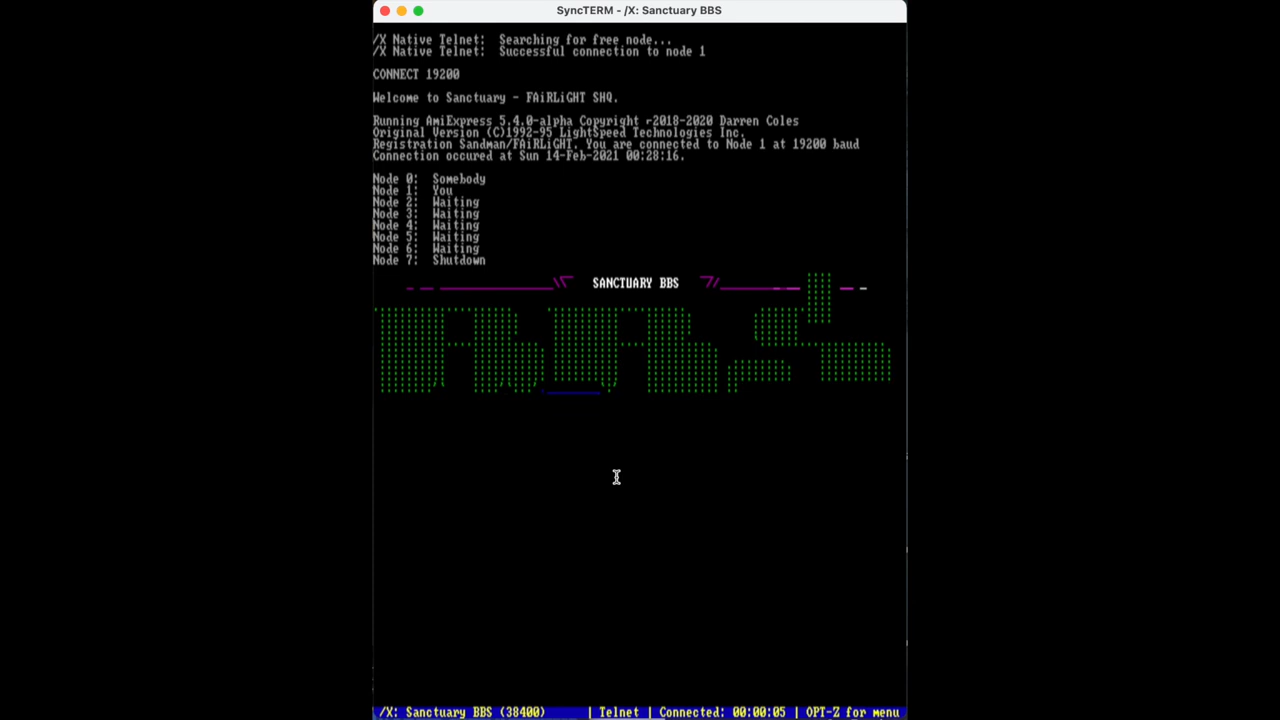 SyncTERM - /X: Sanctuary BBS
/X Native Telnet:  Searching for free node...
/X Native Telnet:  Successful connection to node 1
CONNECT 19200
Welcome to Sanctuary - FAiRLiGHT SHQ.
Running AmiExpress 5.4.0-alpha Copyright ⌐2018-2020 Darren Coles
Original Version (C)1992-95 LightSpeed Technologies Inc.
Registration Sandman/FAiRLiGHT. You are connected to Node 1 at 19200 baud
Connection occured at Sun 14-Feb-2021 00:28:16.
Node 0:  Somebody
Node 1:  You
Node 2:  Waiting
Node 3:  Waiting
Node 4:  Waiting
Node 5:  Waiting
Node 6:  Waiting
Node 7:  Shutdown
SANCTUARY BBS
/X: Sanctuary BBS (38400) | Telnet | Connected: 00:00:05 | OPT-Z for menu